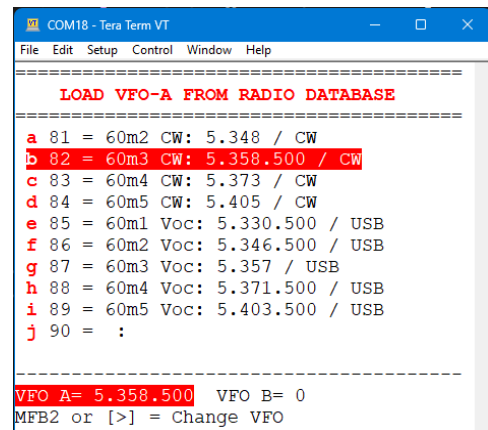 COM18 - Tera Term VT
File Edit Setup Control Window Help
==========================================
LOAD VFO-A FROM RADIO DATABASE
==========================================
a 81 = 60m2 CW: 5.348 / CW
b 82 = 60m3 CW: 5.358.500 / CW
c 83 = 60m4 CW: 5.373 / CW
d 84 = 60m5 CW: 5.405 / CW
e 85 = 60m1 Voc: 5.330.500 / USB
f 86 = 60m2 Voc: 5.346.500 / USB
g 87 = 60m3 Voc: 5.357 / USB
h 88 = 60m4 Voc: 5.371.500 / USB
i 89 = 60m5 Voc: 5.403.500 / USB
j 90 =  :
------------------------------------------
VFO A= 5.358.500  VFO B= 0
MFB2 or [>] = Change VFO